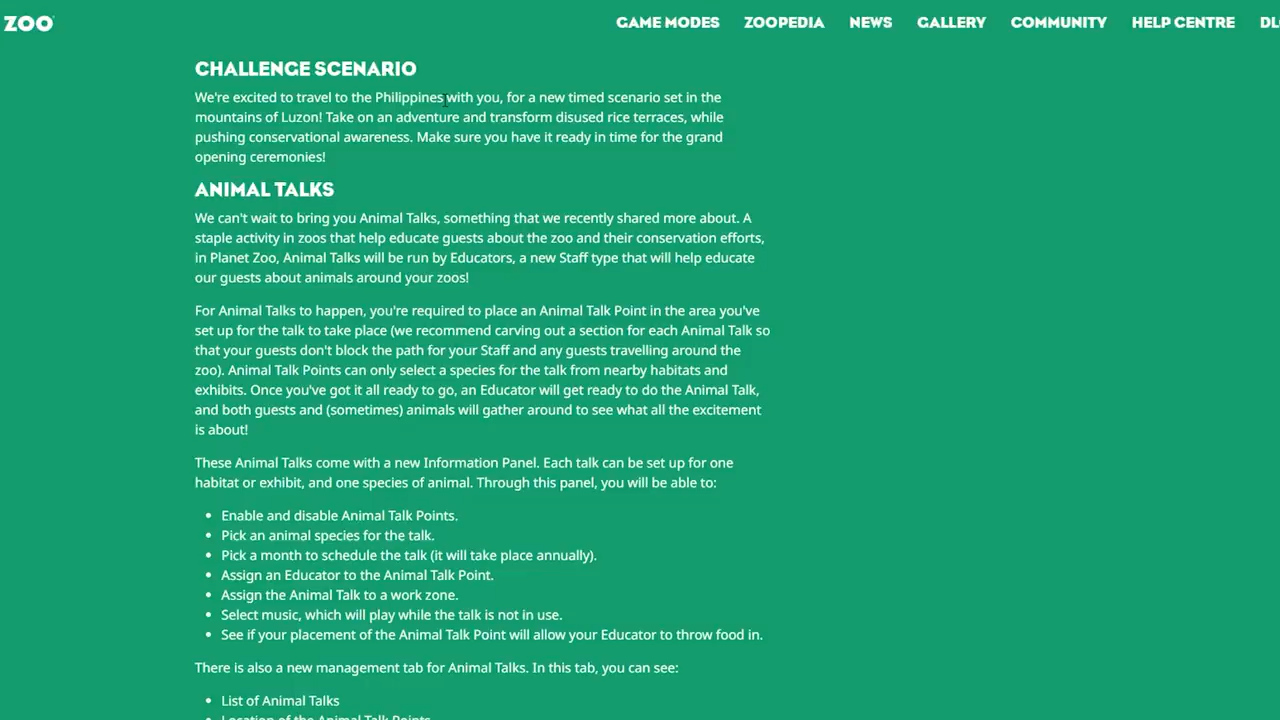 ZOO
GAME MODES ZOOPEDIA NEWS GALLERY COMMUNITY HELP CENTRE
CHALLENGE SCENARIO
We're excited to travel to the Philippines with you, for a new timed scenario set in the
mountains of Luzon! Take on an adventure and transform disused rice terraces, while
pushing conservational awareness. Make sure you have it ready in time for the grand
opening ceremonies!
ANIMAL TALKS
We can't wait to bring you Animal Talks, something that we recently shared more about. A
staple activity in zoos that help educate guests about the zoo and their conservation efforts,
in Planet Zoo, Animal Talks will be run by Educators, a new Staff type that will help educate
our guests about animals around your zoos!
For Animal Talks to happen, you're required to place an Animal Talk Point in the area you've
set up for the talk to take place (we recommend carving out a section for each Animal Talk so
that your guests don't block the path for your Staff and any guests travelling around the
zoo). Animal Talk Points can only select a species for the talk from nearby habitats and
exhibits. Once you've got it all ready to go, an Educator will get ready to do the Animal Talk,
and both guests and (sometimes) animals will gather around to see what all the excitement
is about!
These Animal Talks come with a new Information Panel. Each talk can be set up for one
habitat or exhibit, and one species of animal. Through this panel, you will be able to:
• Enable and disable Animal Talk Points.
• Pick an animal species for the talk.
• Pick a month to schedule the talk (it will take place annually).
• Assign an Educator to the Animal Talk Point.
• Assign the Animal Talk to a work zone.
• Select music, which will play while the talk is not in use.
• See if your placement of the Animal Talk Point will allow your Educator to throw food in.
There is also a new management tab for Animal Talks. In this tab, you can see:
• List of Animal Talks
• Location of the Animal Talk Points